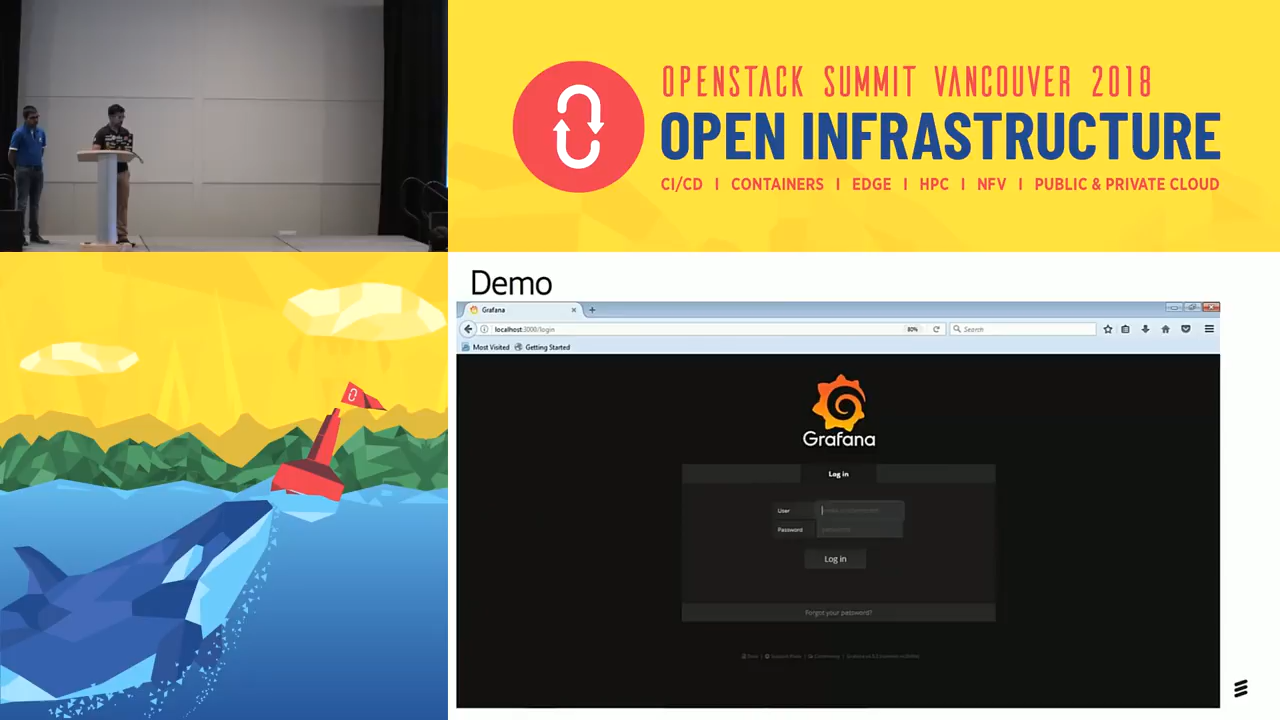 OPENSTACK SUMMIT VANCOUVER 2018
OPEN INFRASTRUCTURE
CI/CD | CONTAINERS | EDGE | HPC | NFV | PUBLIC & PRIVATE CLOUD
Demo
Grafana
localhost:3000/login
80%
Search
Most Visited
Getting Started
Grafana
Log in
User
Password
Log in
Forgot your password?